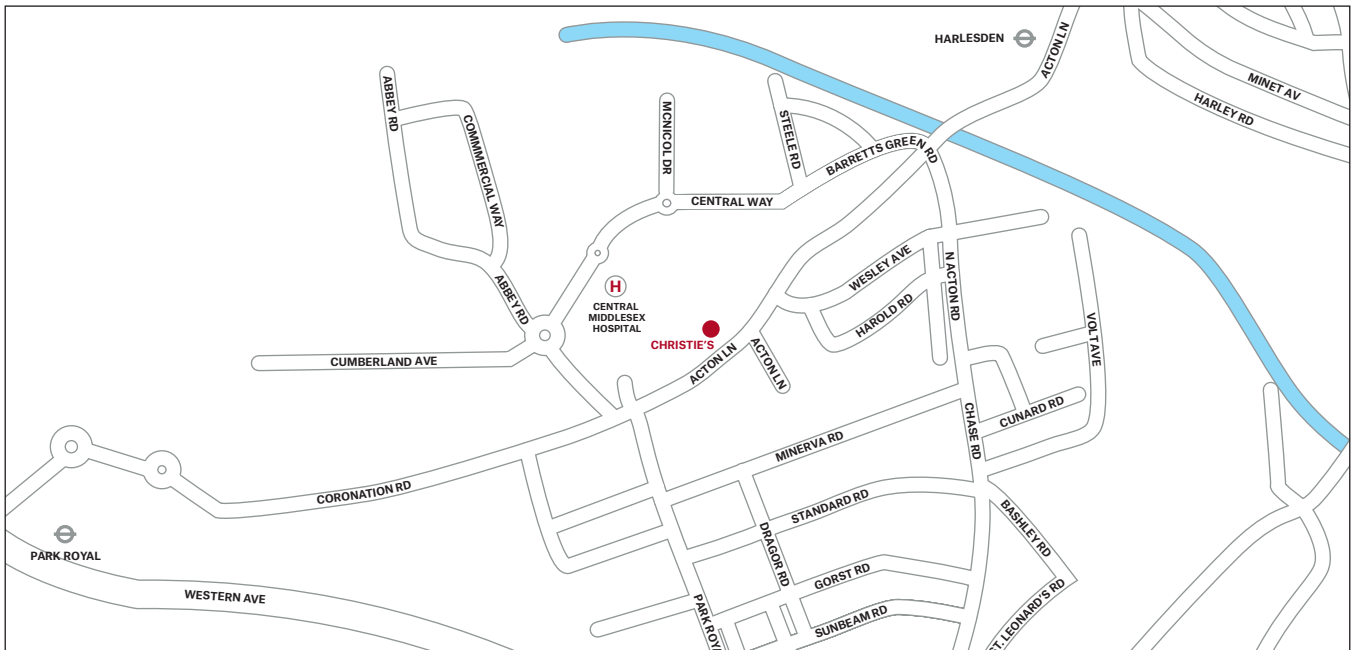 HARLESDEN
ACTON LN
MINET AV
HARLEY RD
ABBEY RD
COMMMERCIAL WAY
MCNICOL DR
STEELE RD
BARRETTS GREEN RD
CENTRAL WAY
WESLEY AVE
N ACTON RD
ABBEY RD
H
CENTRAL
MIDDLESEX
HOSPITAL
HAROLD RD
CHRISTIE'S
VOLT AVE
CUMBERLAND AVE
ACTON LN
ACTON LN
CUNARD RD
CHASE RD
MINERVA RD
CORONATION RD
STANDARD RD
BASHLEY RD
DRAGOR RD
PARK ROYAL
GORST RD
WESTERN AVE
PARK ROYA
SUNBEAM RD
ST. LEONARD'S RD